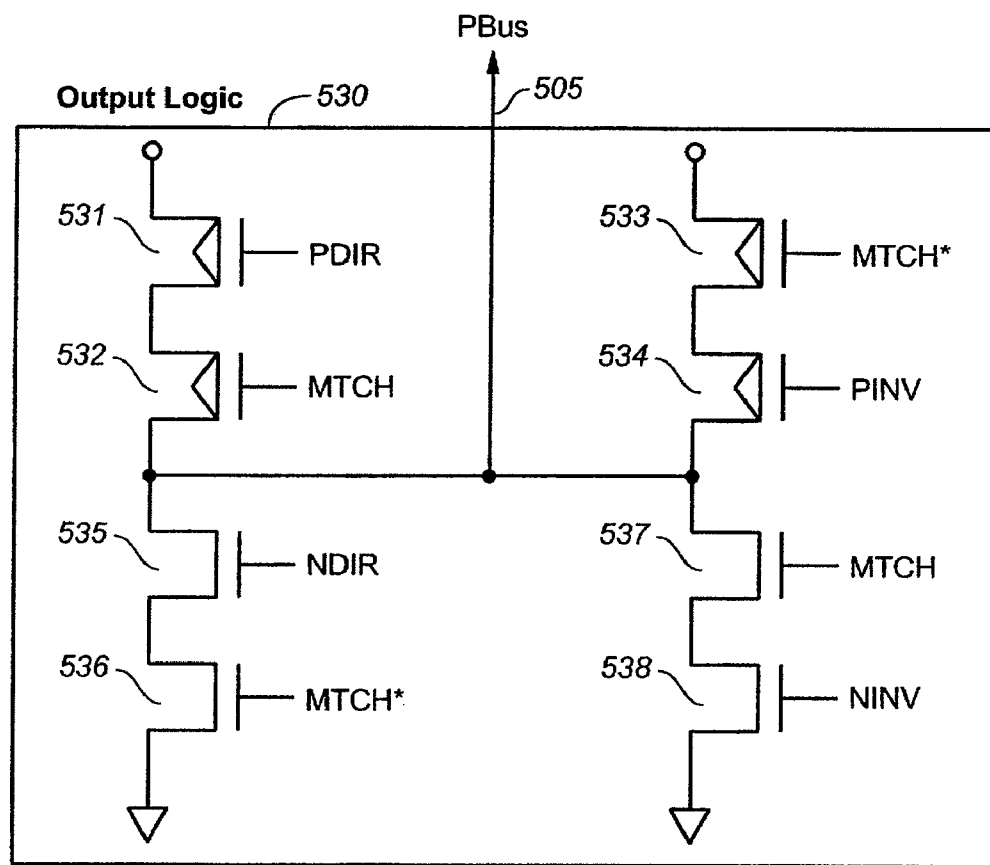 PBus
505
Output Logic 530
531 PDIR
533 MTCH*
532 MTCH
534 PINV
535 NDIR
537 MTCH
536 MTCH*
538 NINV